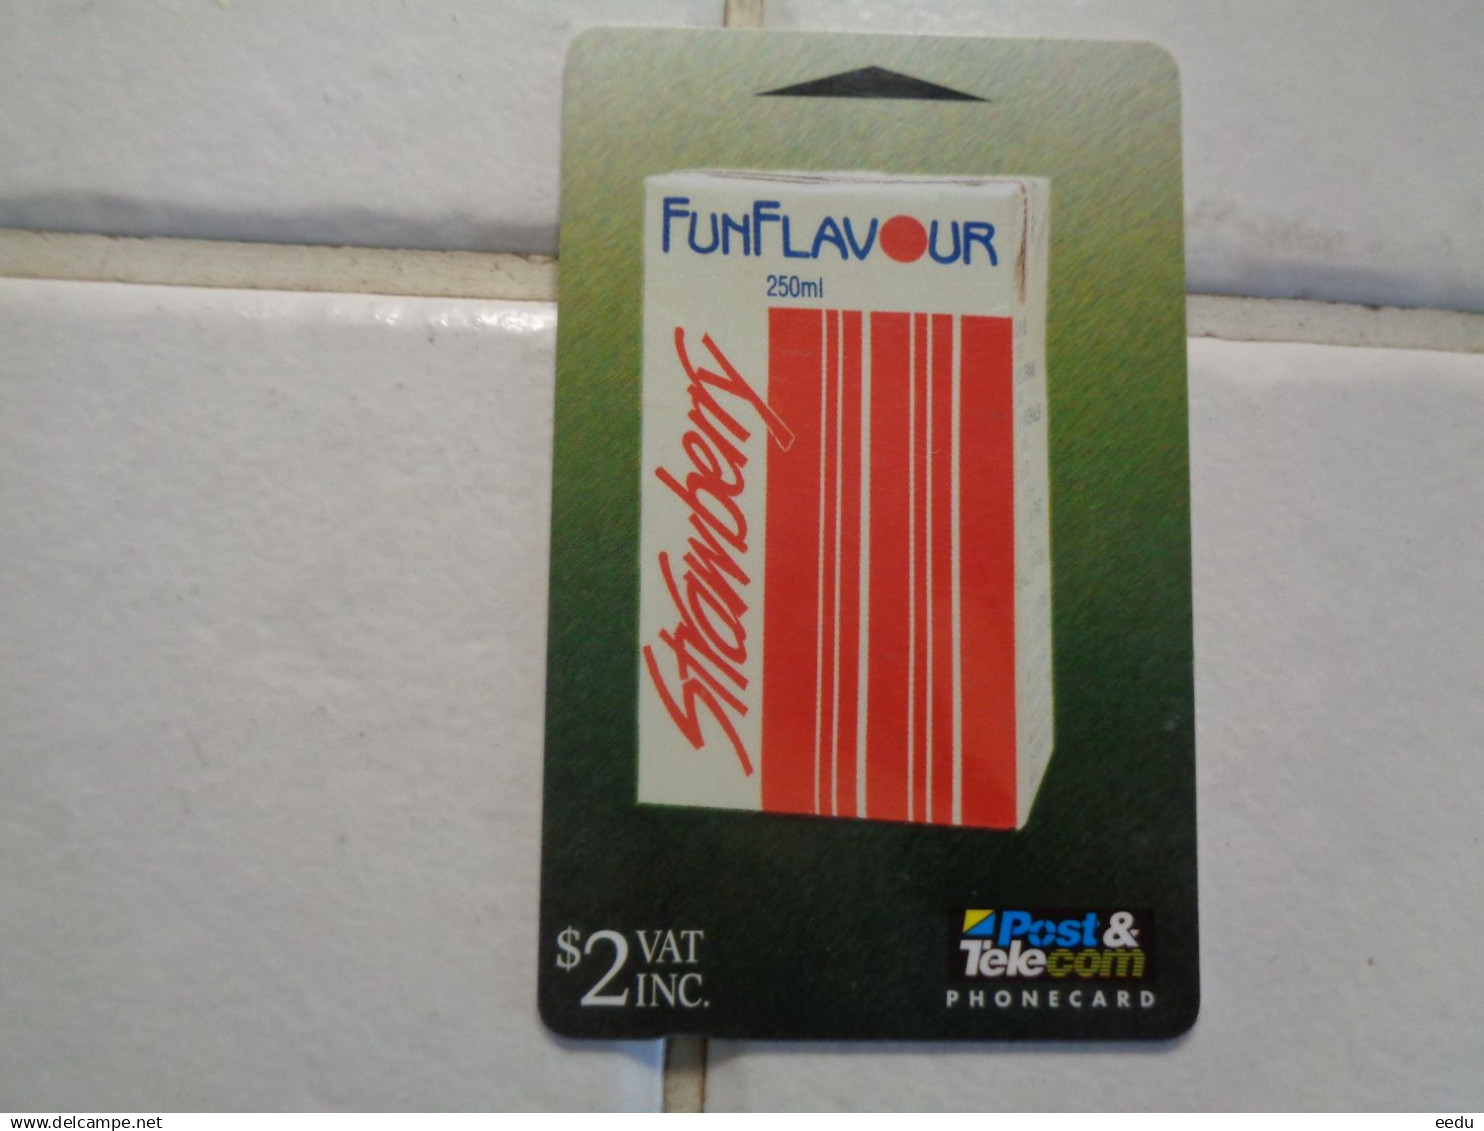 FUNFLAVOUR
250ml
Strawberry
$2 VAT INC.
Post &
Telecom
PHONECARD
www.delcampe.net
eedu